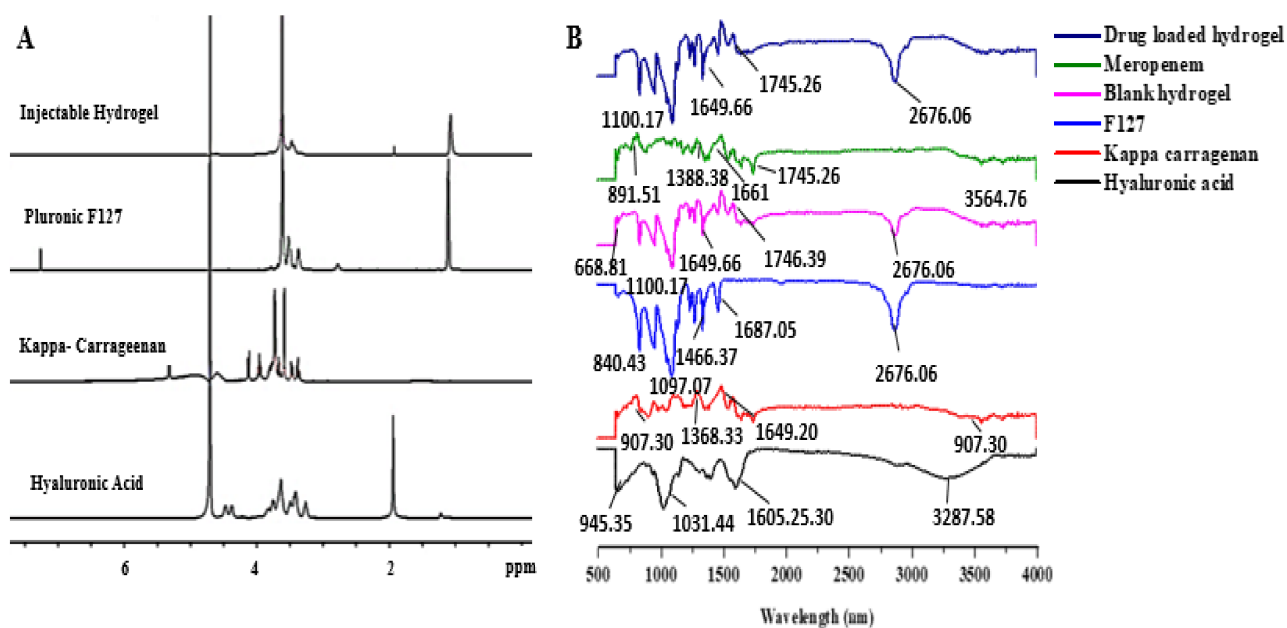 A
Injectable Hydrogel
Pluronic F127
Kappa- Carrageenan
Hyaluronic Acid
6
4
2
ppm
B
1745.26
1649.66
2676.06
1100.17
891.51
1388.38
1661
1745.26
3564.76
668.81
1649.66
1746.39
2676.06
1100.17
1687.05
840.43
1466.37
2676.06
1097.07
907.30
1368.33
1649.20
907.30
945.35
1031.44
1605.25.30
3287.58
500
1000
1500
2000
2500
3000
3500
4000
Wavelength (nm)
Drug loaded hydrogel
Meropenem
Blank hydrogel
F127
Kappa carragenan
Hyaluronic acid